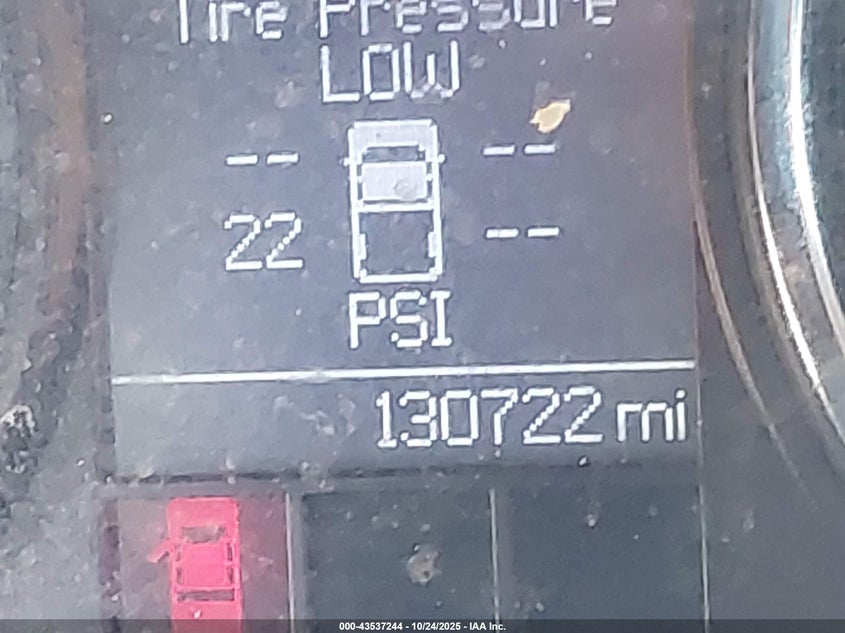 Tire Pressure
LOW
-- --
22 --
PSI
130722 mi
000-43537244 - 10/24/2025 - IAA Inc.